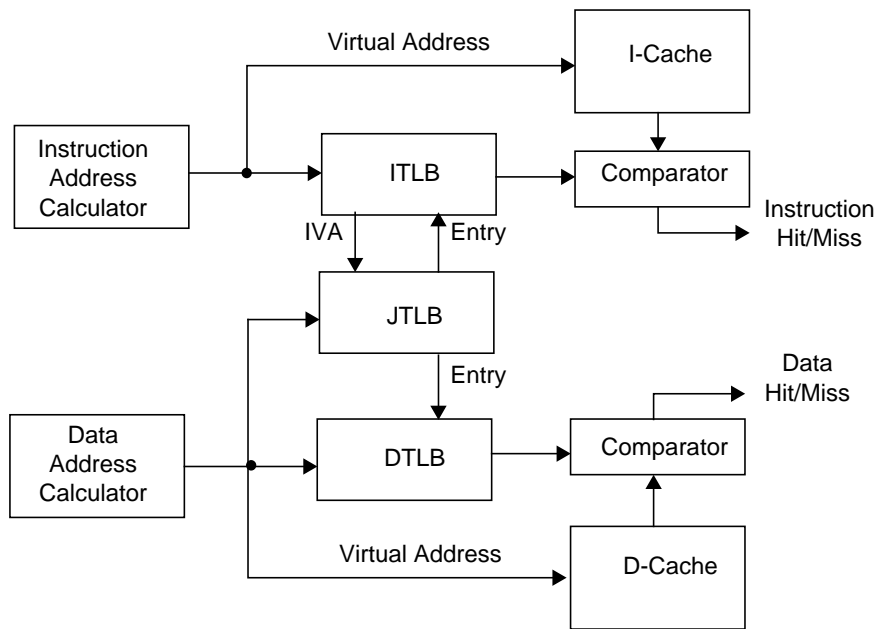 Virtual Address
I-Cache
Instruction
Address
Calculator
ITLB
Comparator
IVA
Entry
Instruction
Hit/Miss
JTLB
Entry
Data
Hit/Miss
Data
Address
Calculator
DTLB
Comparator
Virtual Address
D-Cache